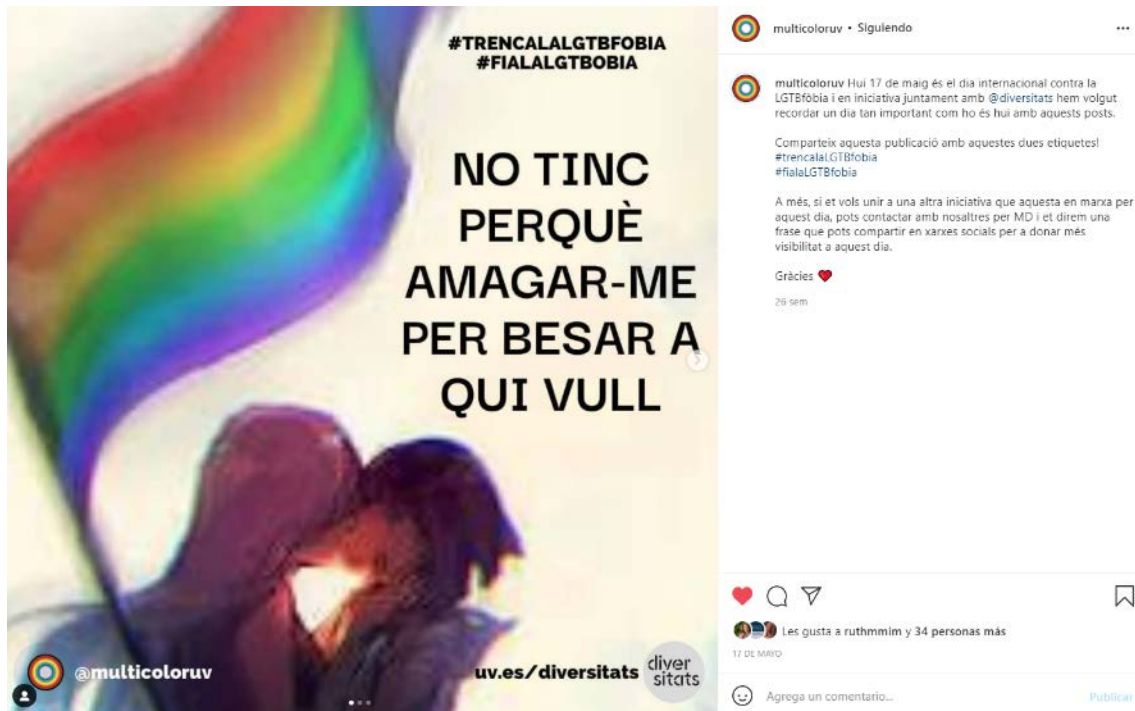 #TRENCALALGTBFOBIA
#FIALALGTBOBIA
NO TINC
PERQUÈ
AMAGAR-ME
PER BESAR A
QUI VULL
@multicoloruv
uv.es/diversitats
diver
sitats
multicoloruv • Siguiendo
multicoloruv Hui 17 de maig és el dia internacional contra la
LGTBfòbia i en iniciativa juntament amb @diversitats hem volgut
recordar un dia tan important com ho és hui amb aquests posts.
Comparteix aquesta publicació amb aquestes dues etiquetes!
#trencalaLGTBfobia
#fialaLGTBfobia
A més, si et vols unir a una altra iniciativa que aquesta en marxa per
aquest dia, pots contactar amb nosaltres per MD i et direm una
frase que pots compartir en xarxes socials per a donar més
visibilitat a aquest dia.
Gràcies ❤️
26 sem
Les gusta a ruthmmim y 34 personas más
17 DE MAYO
Agrega un comentario...
Publicar